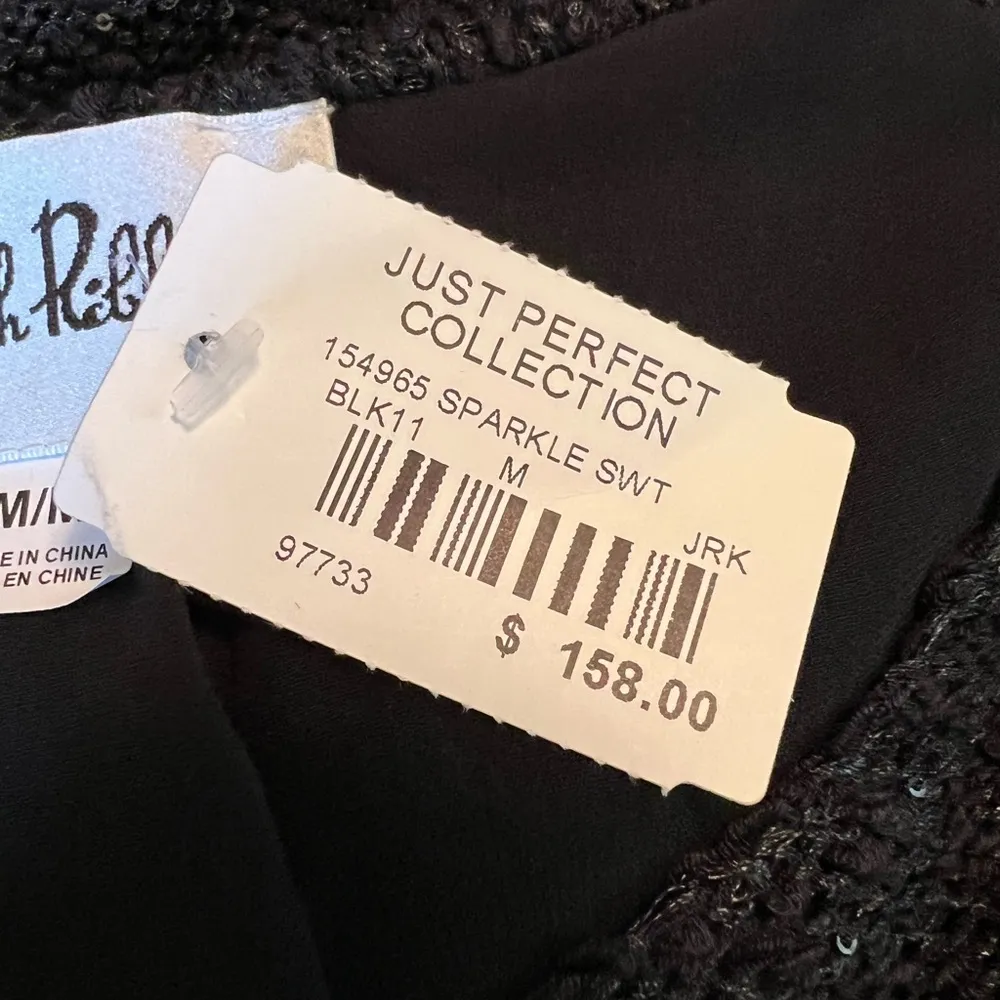 JUST PERFECT
COLLECTION
154965 SPARKLE SWT
BLK11 M
JRK
97733
$ 158.00
M/M
E IN CHINA
EN CHINE